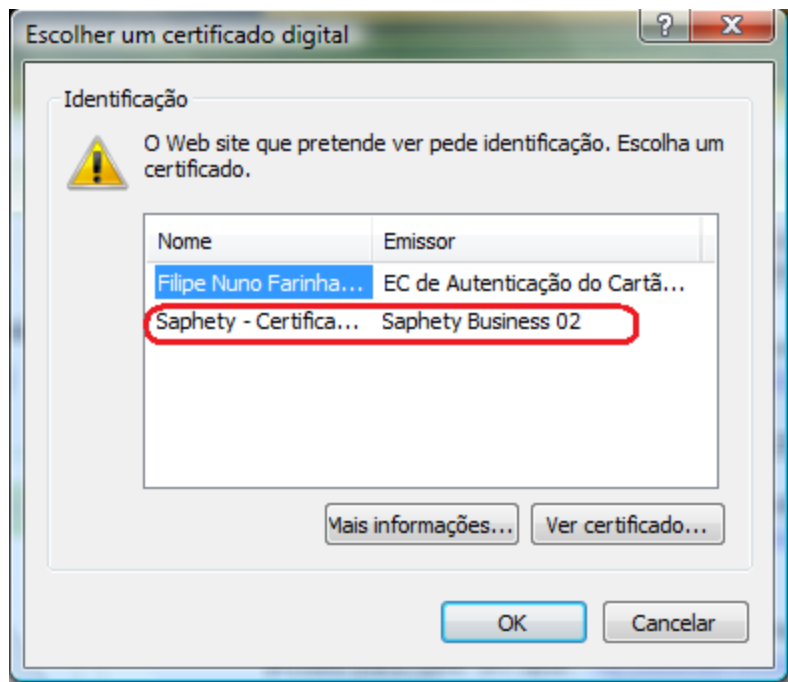 Escolher um certificado digital
Identificação
O Web site que pretende ver pede identificação. Escolha um
certificado.
Nome Emissor
Filipe Nuno Farinha... EC de Autenticação do Cartã...
Saphety - Certifica... Saphety Business 02
Mais informações... Ver certificado...
OK Cancelar